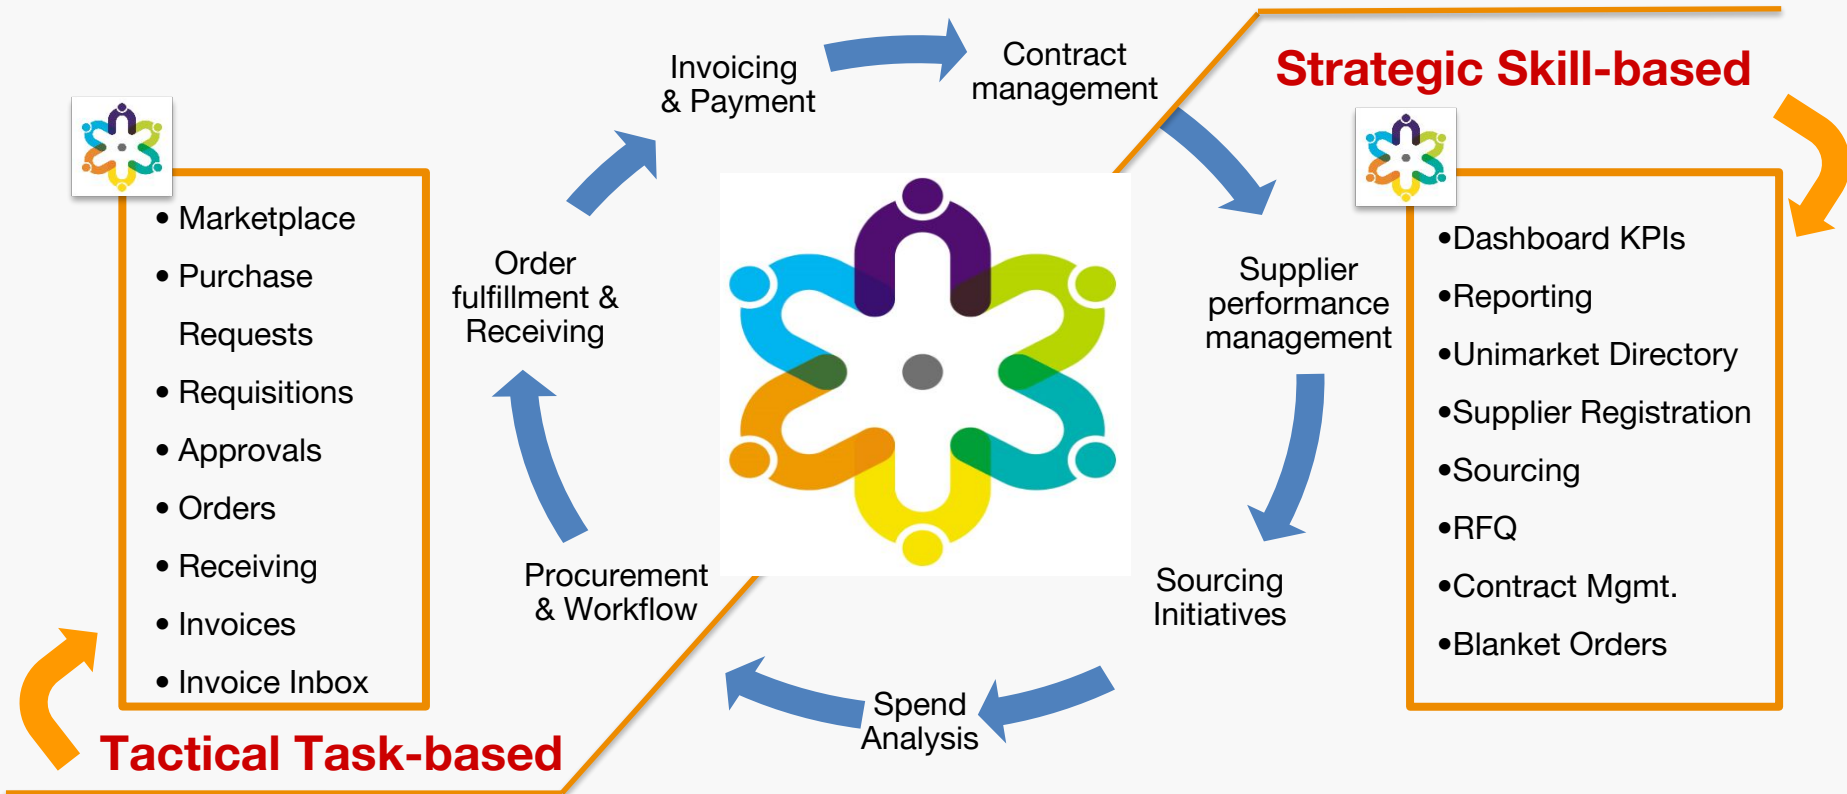 Invoicing
& Payment
Contract
management
Strategic Skill-based
• Marketplace
• Purchase
Requests
• Requisitions
• Approvals
• Orders
• Receiving
• Invoices
• Invoice Inbox
Order
fulfillment &
Receiving
Supplier
performance
management
•Dashboard KPIs
•Reporting
•Unimarket Directory
•Supplier Registration
•Sourcing
•RFQ
•Contract Mgmt.
•Blanket Orders
Procurement
& Workflow
Sourcing
Initiatives
Spend
Analysis
Tactical Task-based